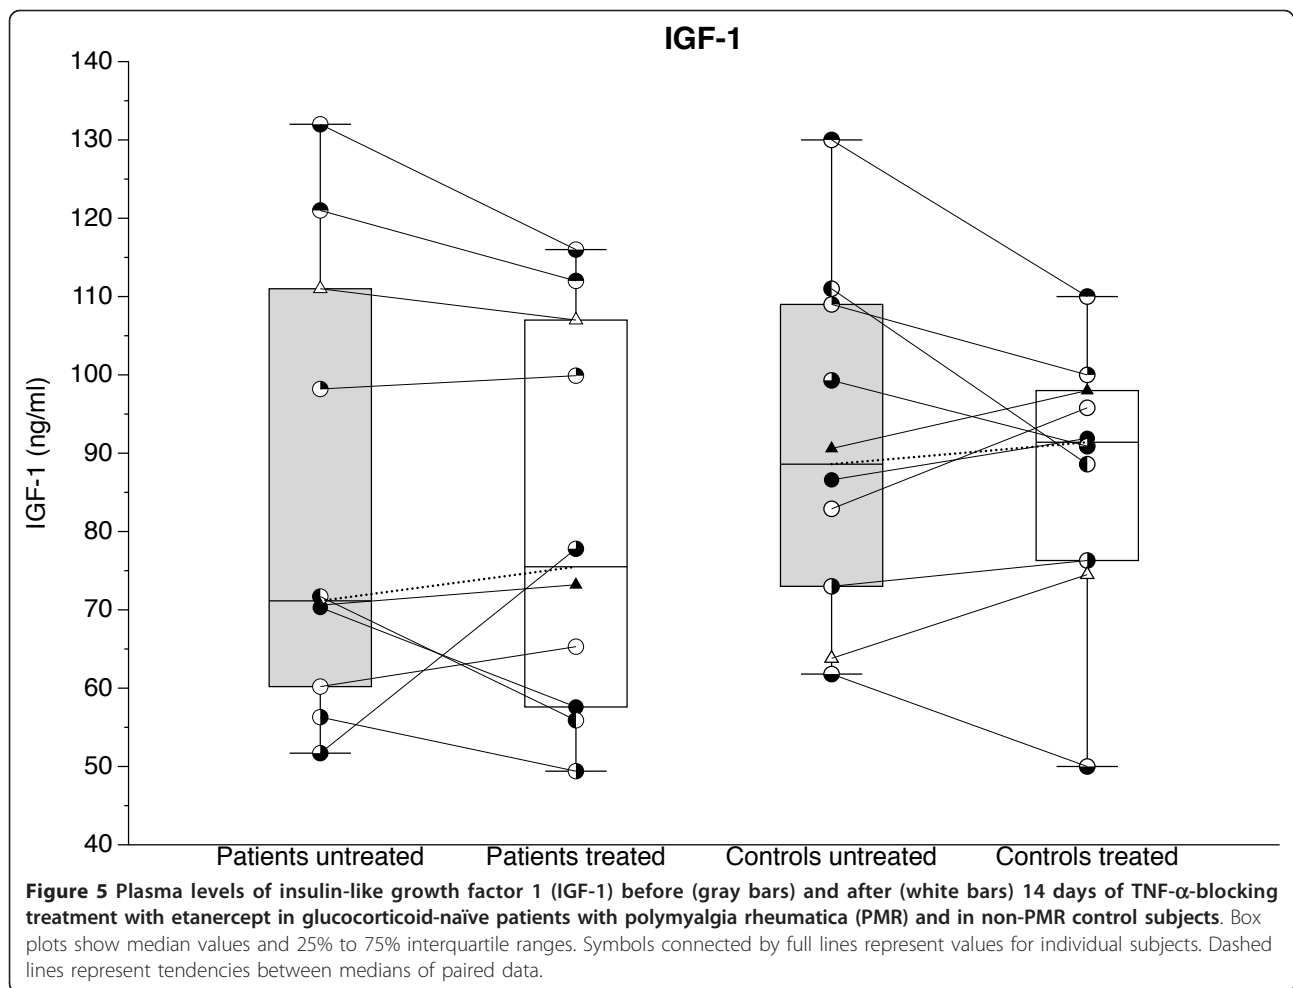 IGF-1
140
130
120
110
100
90
80
70
60
50
40
IGF-1 (ng/ml)
Patients untreated Patients treated Controls untreated Controls treated
Figure 5 Plasma levels of insulin-like growth factor 1 (IGF-1) before (gray bars) and after (white bars) 14 days of TNF-α-blocking
treatment with etanercept in glucocorticoid-naïve patients with polymyalgia rheumatica (PMR) and in non-PMR control subjects. Box
plots show median values and 25% to 75% interquartile ranges. Symbols connected by full lines represent values for individual subjects. Dashed
lines represent tendencies between medians of paired data.